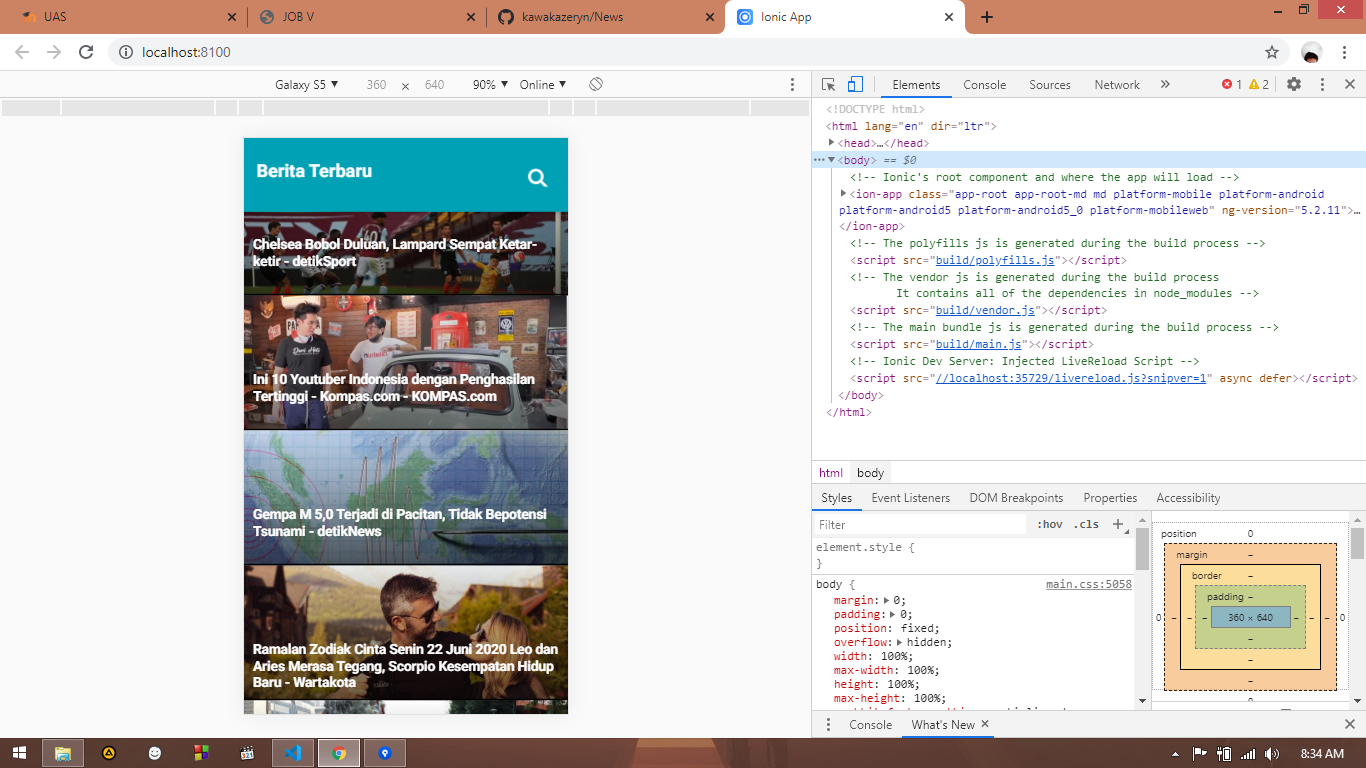 UAS
JOB V
kawakazeryn/News
Ionic App
localhost:8100
Galaxy S5 ▼ 360 × 640 90% ▼ Online ▼
Elements Console Sources Network » 1 2
Berita Terbaru
Chelsea Bobol Duluan, Lampard Sempat Ketar-
ketir - detikSport
Ini 10 Youtuber Indonesia dengan Penghasilan
Tertinggi - Kompas.com - KOMPAS.com
Gempa M 5,0 Terjadi di Pacitan, Tidak Bepotensi
Tsunami - detikNews
Ramalan Zodiak Cinta Senin 22 Juni 2020 Leo dan
Aries Merasa Tegang, Scorpio Kesempatan Hidup
Baru - Wartakota
<!DOCTYPE html>
<html lang="en" dir="ltr">
<head>…</head>
<body> == $0
<!-- Ionic's root component and where the app will load -->
<ion-app class="app-root app-root-md md platform-mobile platform-android
platform-android5 platform-android5_0 platform-mobileweb" ng-version="5.2.11">…
</ion-app>
<!-- The polyfills js is generated during the build process -->
<script src="build/polyfills.js"></script>
<!-- The vendor js is generated during the build process
It contains all of the dependencies in node_modules -->
<script src="build/vendor.js"></script>
<!-- The main bundle js is generated during the build process -->
<script src="build/main.js"></script>
<!-- Ionic Dev Server: Injected LiveReload Script -->
<script src="//localhost:35729/livereload.js?snipver=1" async defer></script>
</body>
</html>
html body
Styles Event Listeners DOM Breakpoints Properties Accessibility
Filter :hov .cls +
element.style {
}
body { main.css:5058
margin: 0;
padding: 0;
position: fixed;
overflow: hidden;
width: 100%;
max-width: 100%;
height: 100%;
max-height: 100%;
position 0
margin –
border –
padding –
0 – – – 360 × 640 – – – 0
–
–
–
Console What's New
8:34 AM